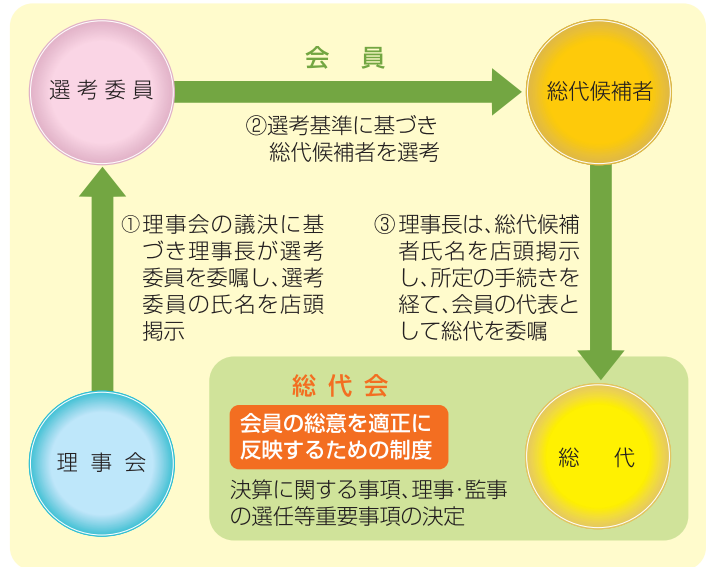 会　員
選考委員
総代候補者
②選考基準に基づき
総代候補者を選考
①理事会の議決に基
づき理事長が選考
委員を委嘱し、選考
委員の氏名を店頭
掲示
③理事長は、総代候補
者氏名を店頭掲示
し、所定の手続きを
経て、会員の代表と
して総代を委嘱
理事会
総代会
会員の総意を適正に
反映するための制度
決算に関する事項、理事・監事
の選任等重要事項の決定
総　代